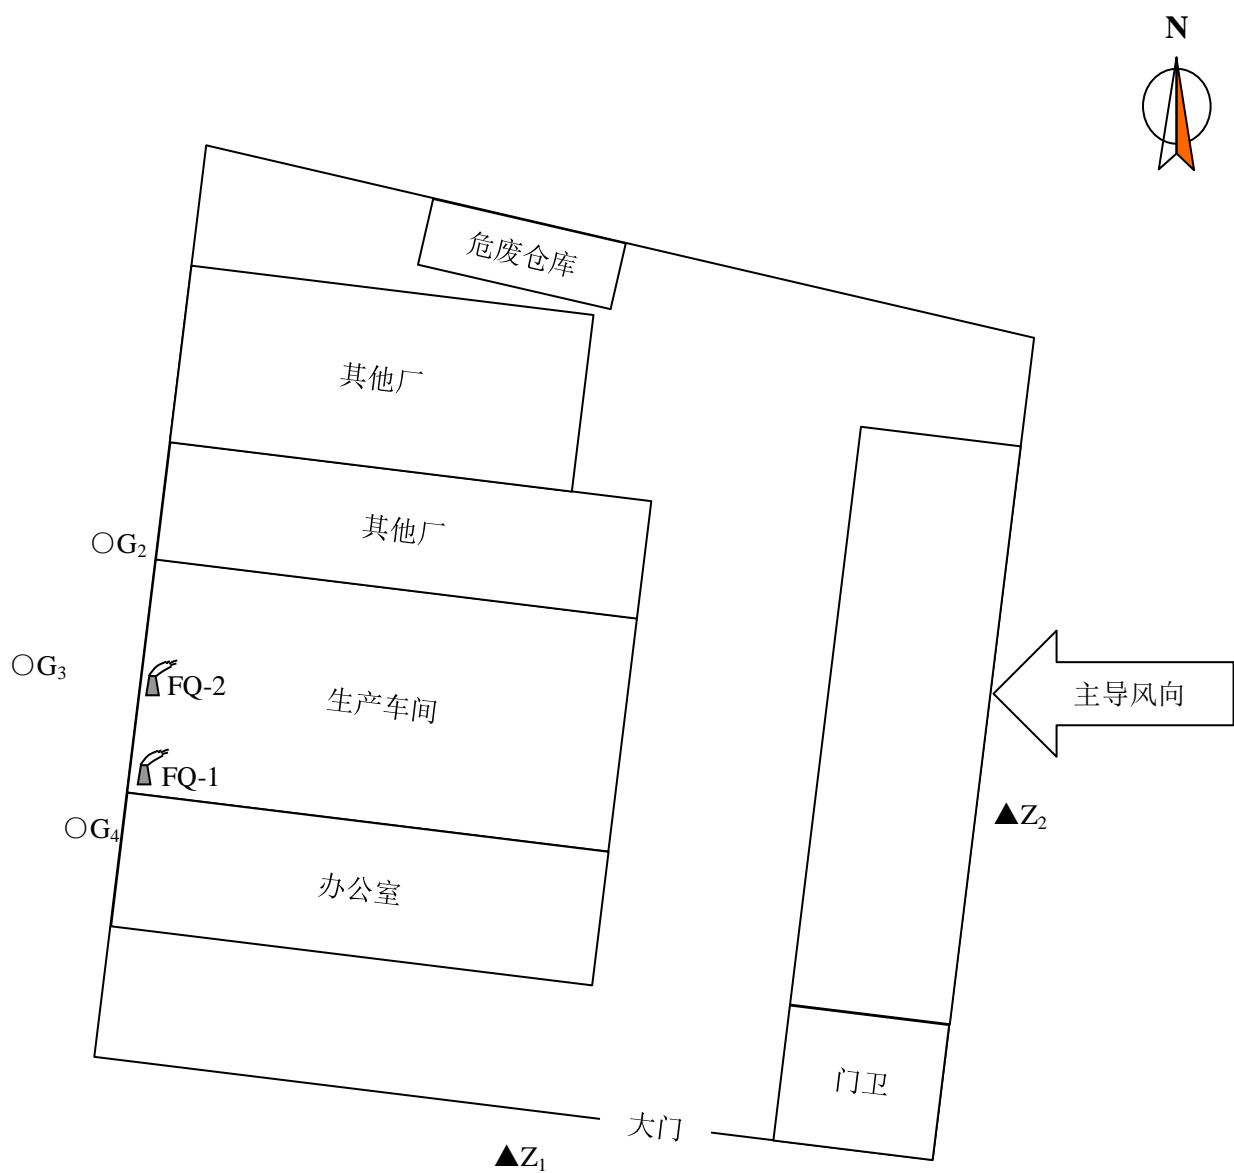 N
危废仓库
其他厂
其他厂
○G₂
○G₃
FQ-2
生产车间
主导风向
FQ-1
○G₄
▲Z₂
办公室
门卫
大门
▲Z₁